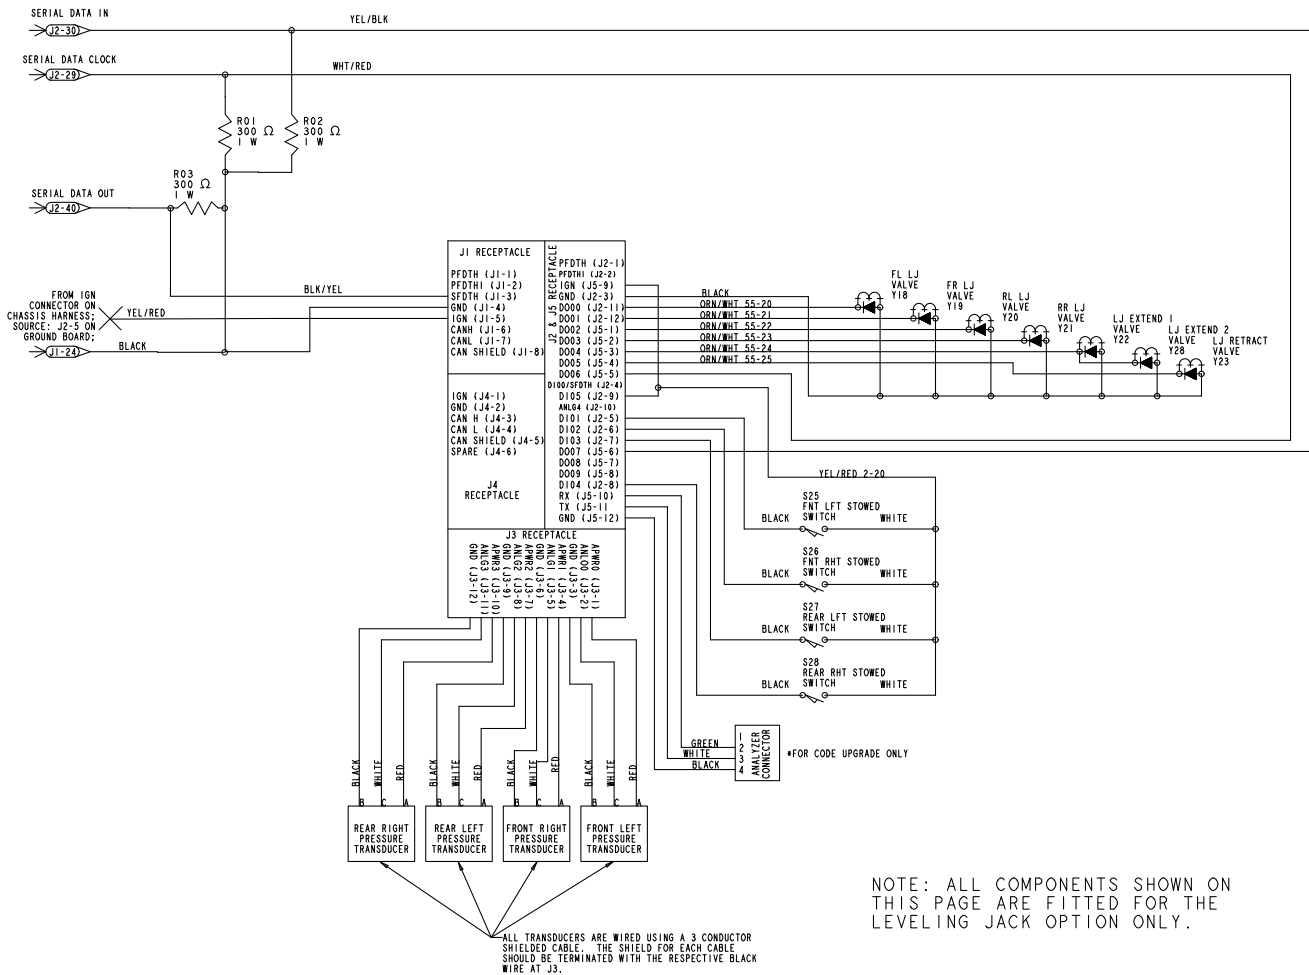 SERIAL DATA IN
J2-30
YEL/BLK
SERIAL DATA CLOCK
J2-29
WHT/RED
R01
300 Ω
1 W
R02
300 Ω
1 W
R03
300 Ω
1 W
SERIAL DATA OUT
J2-40
BLK/YEL
FROM IGN
CONNECTOR ON
CHASSIS HARNESS;
SOURCE: J2-5 ON
GROUND BOARD;
YEL/RED
J1-24
BLACK
J1 RECEPTACLE
PFDTH (J1-1)
PFDTH1 (J1-2)
SFDTH (J1-3)
GND (J1-4)
IGN (J1-5)
CANH (J1-6)
CANL (J1-7)
CAN SHIELD (J1-8)
IGN (J4-1)
GND (J4-2)
CAN H (J4-3)
CAN L (J4-4)
CAN SHIELD (J4-5)
SPARE (J4-6)
J4
RECEPTACLE
J2 & J5 RECEPTACLE
PFDTH (J2-1)
PFDTH1 (J2-2)
IGN (J5-9)
GND (J2-3)
DO00 (J2-11)
DO01 (J2-12)
DO02 (J5-1)
DO03 (J5-2)
DO04 (J5-3)
DO05 (J5-4)
DO06 (J5-5)
DIO0/SFDTH (J2-4)
DIO5 (J2-9)
ANLG4 (J2-10)
DIO1 (J2-5)
DIO2 (J2-6)
DIO3 (J2-7)
DO07 (J5-6)
DO08 (J5-7)
DO09 (J5-8)
DIO4 (J2-8)
RX (J5-10)
TX (J5-11
GND (J5-12)
BLACK
ORN/WHT 55-20
ORN/WHT 55-21
ORN/WHT 55-22
ORN/WHT 55-23
ORN/WHT 55-24
ORN/WHT 55-25
FL LJ
VALVE
Y18
FR LJ
VALVE
Y19
RL LJ
VALVE
Y20
RR LJ
VALVE
Y21
LJ EXTEND 1
VALVE
Y22
LJ EXTEND 2
VALVE
Y28
LJ RETRACT
VALVE
Y23
YEL/RED 2-20
S25
FNT LFT STOWED
SWITCH
BLACK
WHITE
S26
FNT RHT STOWED
SWITCH
BLACK
WHITE
S27
REAR LFT STOWED
SWITCH
BLACK
WHITE
S28
REAR RHT STOWED
SWITCH
BLACK
WHITE
J3 RECEPTACLE
GND (J3-12)
ANLG3 (J3-11)
APWR3 (J3-10)
GND (J3-9)
ANLG2 (J3-8)
APWR2 (J3-7)
GND (J3-6)
ANLG1 (J3-5)
APWR1 (J3-4)
GND (J3-3)
ANLO0 (J3-2)
APWR0 (J3-1)
GREEN
WHITE
BLACK
1
2
3
4
ANALYZER
CONNECTOR
*FOR CODE UPGRADE ONLY
BLACK
WHITE
RED
BLACK
WHITE
RED
BLACK
WHITE
RED
BLACK
WHITE
RED
B C A
B C A
B C A
B C A
REAR RIGHT
PRESSURE
TRANSDUCER
REAR LEFT
PRESSURE
TRANSDUCER
FRONT RIGHT
PRESSURE
TRANSDUCER
FRONT LEFT
PRESSURE
TRANSDUCER
ALL TRANSDUCERS ARE WIRED USING A 3 CONDUCTOR
SHIELDED CABLE. THE SHIELD FOR EACH CABLE
SHOULD BE TERMINATED WITH THE RESPECTIVE BLACK
WIRE AT J3.
NOTE: ALL COMPONENTS SHOWN ON
THIS PAGE ARE FITTED FOR THE
LEVELING JACK OPTION ONLY.